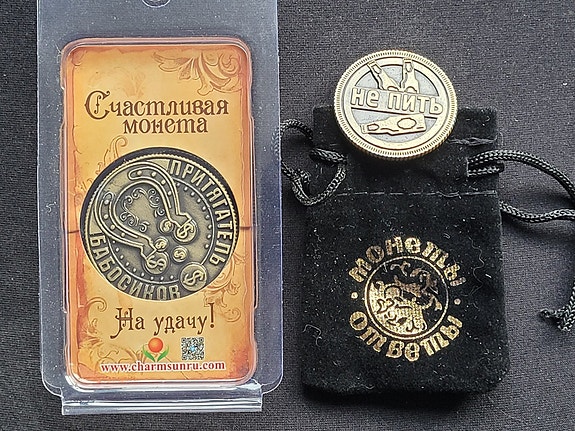 Счастливая
монета
ПРИТЯГАТЕЛЬ
БАБОСИКОВ
На удачу!
www.charmsunru.com
НЕ ПИТЬ
МОНЕТЫ
ОТВЕТЫ